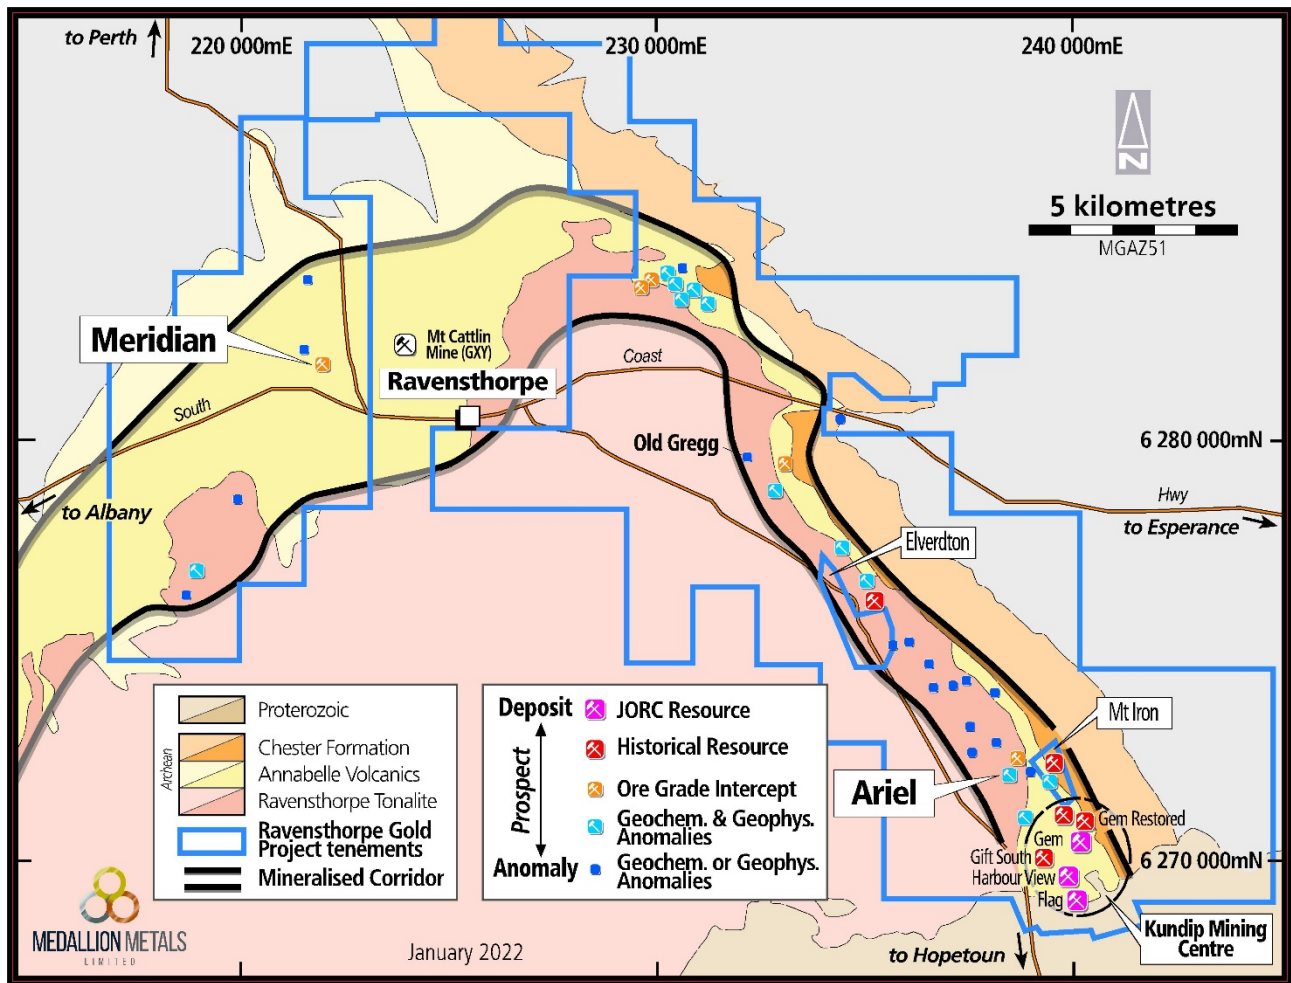 to Perth
220 000mE
230 000mE
240 000mE
N
5 kilometres
MGAZ51
Meridian
Mt Cattlin
Mine (GXY)
Ravensthorpe
Coast
South
Old Gregg
6 280 000mN
Hwy
to Albany
to Esperance
Elverdton
Mt Iron
Ariel
Gem Restored
Gem
Gift South
Harbour View
Flag
6 270 000mN
Kundip Mining
Centre
to Hopetoun
Proterozoic
Archean
Chester Formation
Annabelle Volcanics
Ravensthorpe Tonalite
Ravensthorpe Gold
Project tenements
Mineralised Corridor
Deposit
JORC Resource
Historical Resource
Prospect
Ore Grade Intercept
Geochem. & Geophys.
Anomalies
Anomaly
Geochem. or Geophys.
Anomalies
MEDALLION METALS
LIMITED
January 2022